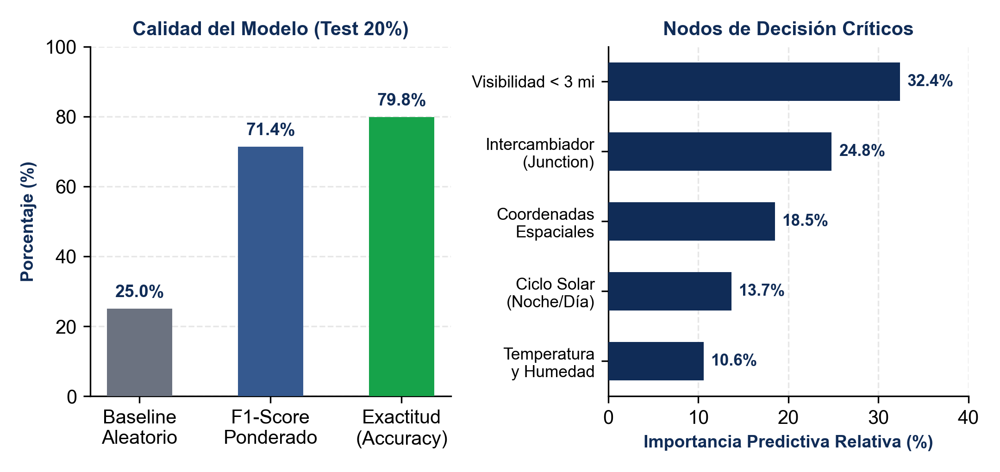 Calidad del Modelo (Test 20%)
Porcentaje (%)
100
80
60
40
20
0
25.0%
71.4%
79.8%
Baseline
Aleatorio
F1-Score
Ponderado
Exactitud
(Accuracy)
Nodos de Decisión Críticos
Visibilidad < 3 mi
32.4%
Intercambiador
(Junction)
24.8%
Coordenadas
Espaciales
18.5%
Ciclo Solar
(Noche/Día)
13.7%
Temperatura
y Humedad
10.6%
0 10 20 30 40
Importancia Predictiva Relativa (%)